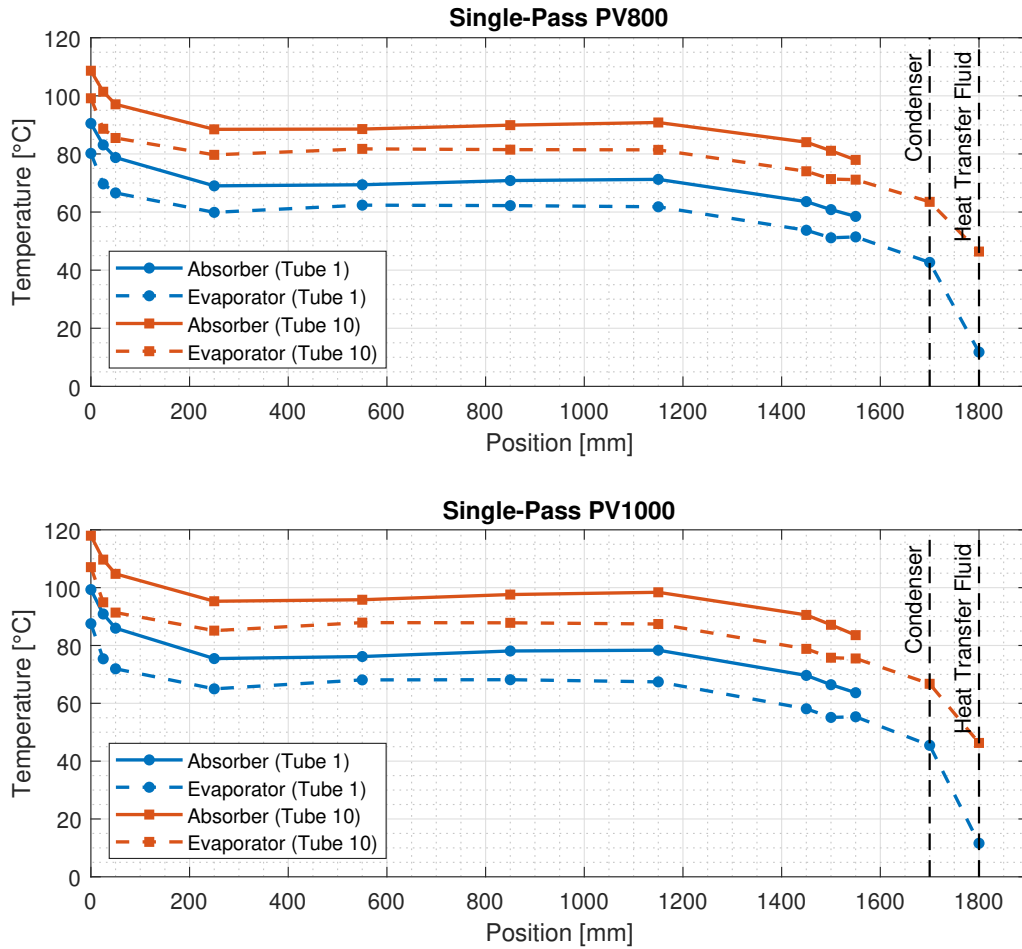 Single-Pass PV800
120
100
80
60
40
20
0
Temperature [°C]
Condenser
Heat Transfer Fluid
Absorber (Tube 1)
Evaporator (Tube 1)
Absorber (Tube 10)
Evaporator (Tube 10)
0 200 400 600 800 1000 1200 1400 1600 1800
Position [mm]
Single-Pass PV1000
120
100
80
60
40
20
0
Temperature [°C]
Condenser
Heat Transfer Fluid
Absorber (Tube 1)
Evaporator (Tube 1)
Absorber (Tube 10)
Evaporator (Tube 10)
0 200 400 600 800 1000 1200 1400 1600 1800
Position [mm]